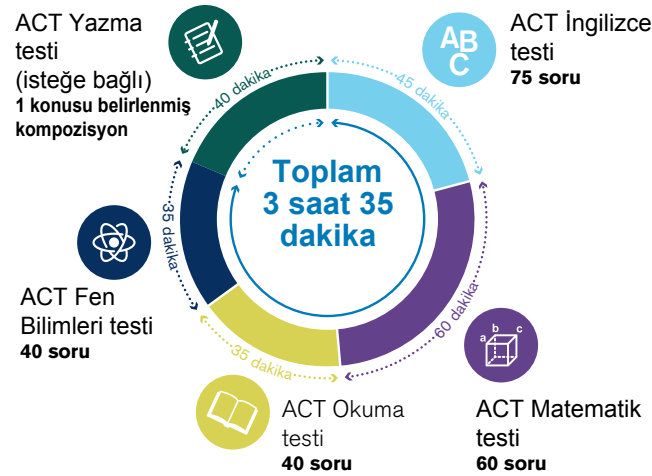 ACT Yazma
testi
(isteğe bağlı)
1 konusu belirlenmiş
kompozisyon
40 dakika
ABC
ACT İngilizce
testi
75 soru
45 dakika
Toplam
3 saat 35
dakika
35 dakika
ACT Fen
Bilimleri testi
40 soru
35 dakika
ACT Okuma
testi
40 soru
60 dakika
a b c
ACT Matematik
testi
60 soru